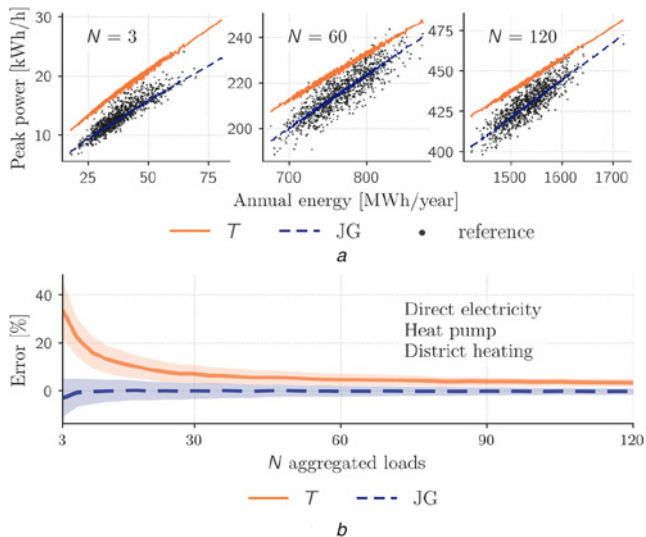 Peak power [kWh/h]
30
20
10
N = 3
25
50
75
240
220
200
N = 60
700
800
475
450
425
400
N = 120
1500
1600
1700
Annual energy [MWh/year]
T
JG
reference
a
Error [%]
40
20
0
Direct electricity
Heat pump
District heating
3
30
60
90
120
N aggregated loads
T
JG
b